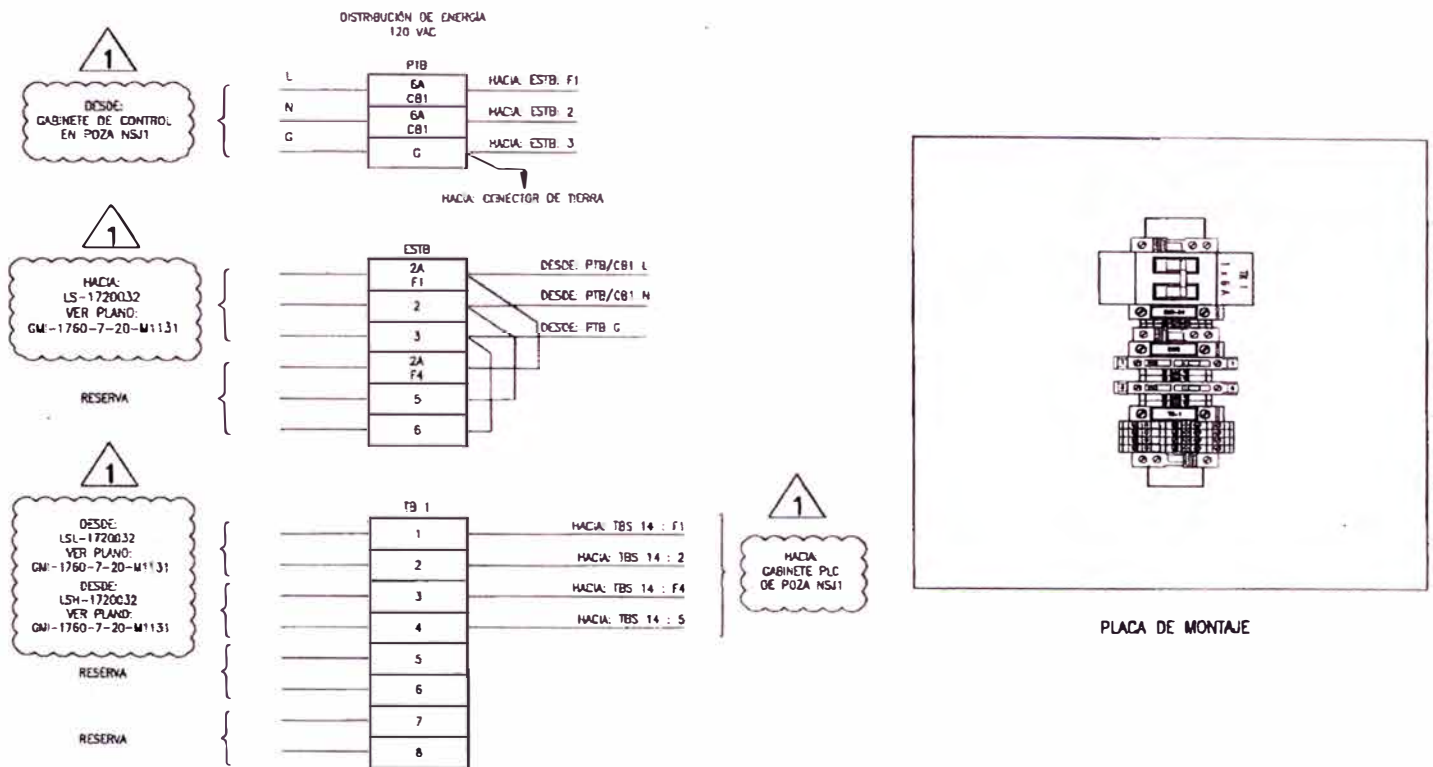 DISTRIBUCIÓN DE ENERGÍA
120 VAC
1
DESDE:
GABINETE DE CONTROL
EN POZA NSJ1
L
N
G
PTB
6A
CB1
6A
CB1
G
HACIA: ESTB: F1
HACIA: ESTB: 2
HACIA: ESTB: 3
HACIA: CONECTOR DE TIERRA
1
HACIA:
LS-1720032
VER PLANO:
GMI-1760-7-20-M1131
RESERVA
ESTB
2A
F1
2
3
2A
F4
5
6
DESDE: PTB/CB1 L
DESDE: PTB/CB1 N
DESDE: PTB G
1
DESDE:
LSL-1720032
VER PLANO:
GMI-1760-7-20-M1131
DESDE:
LSH-1720032
VER PLANO:
GMI-1760-7-20-M1131
RESERVA
RESERVA
TB 1
1
2
3
4
5
6
7
8
HACIA: TBS 14 : F1
HACIA: TBS 14 : 2
HACIA: TBS 14 : F4
HACIA: TBS 14 : 5
1
HACIA:
GABINETE PLC
DE POZA NSJ1
TB-1
PLACA DE MONTAJE